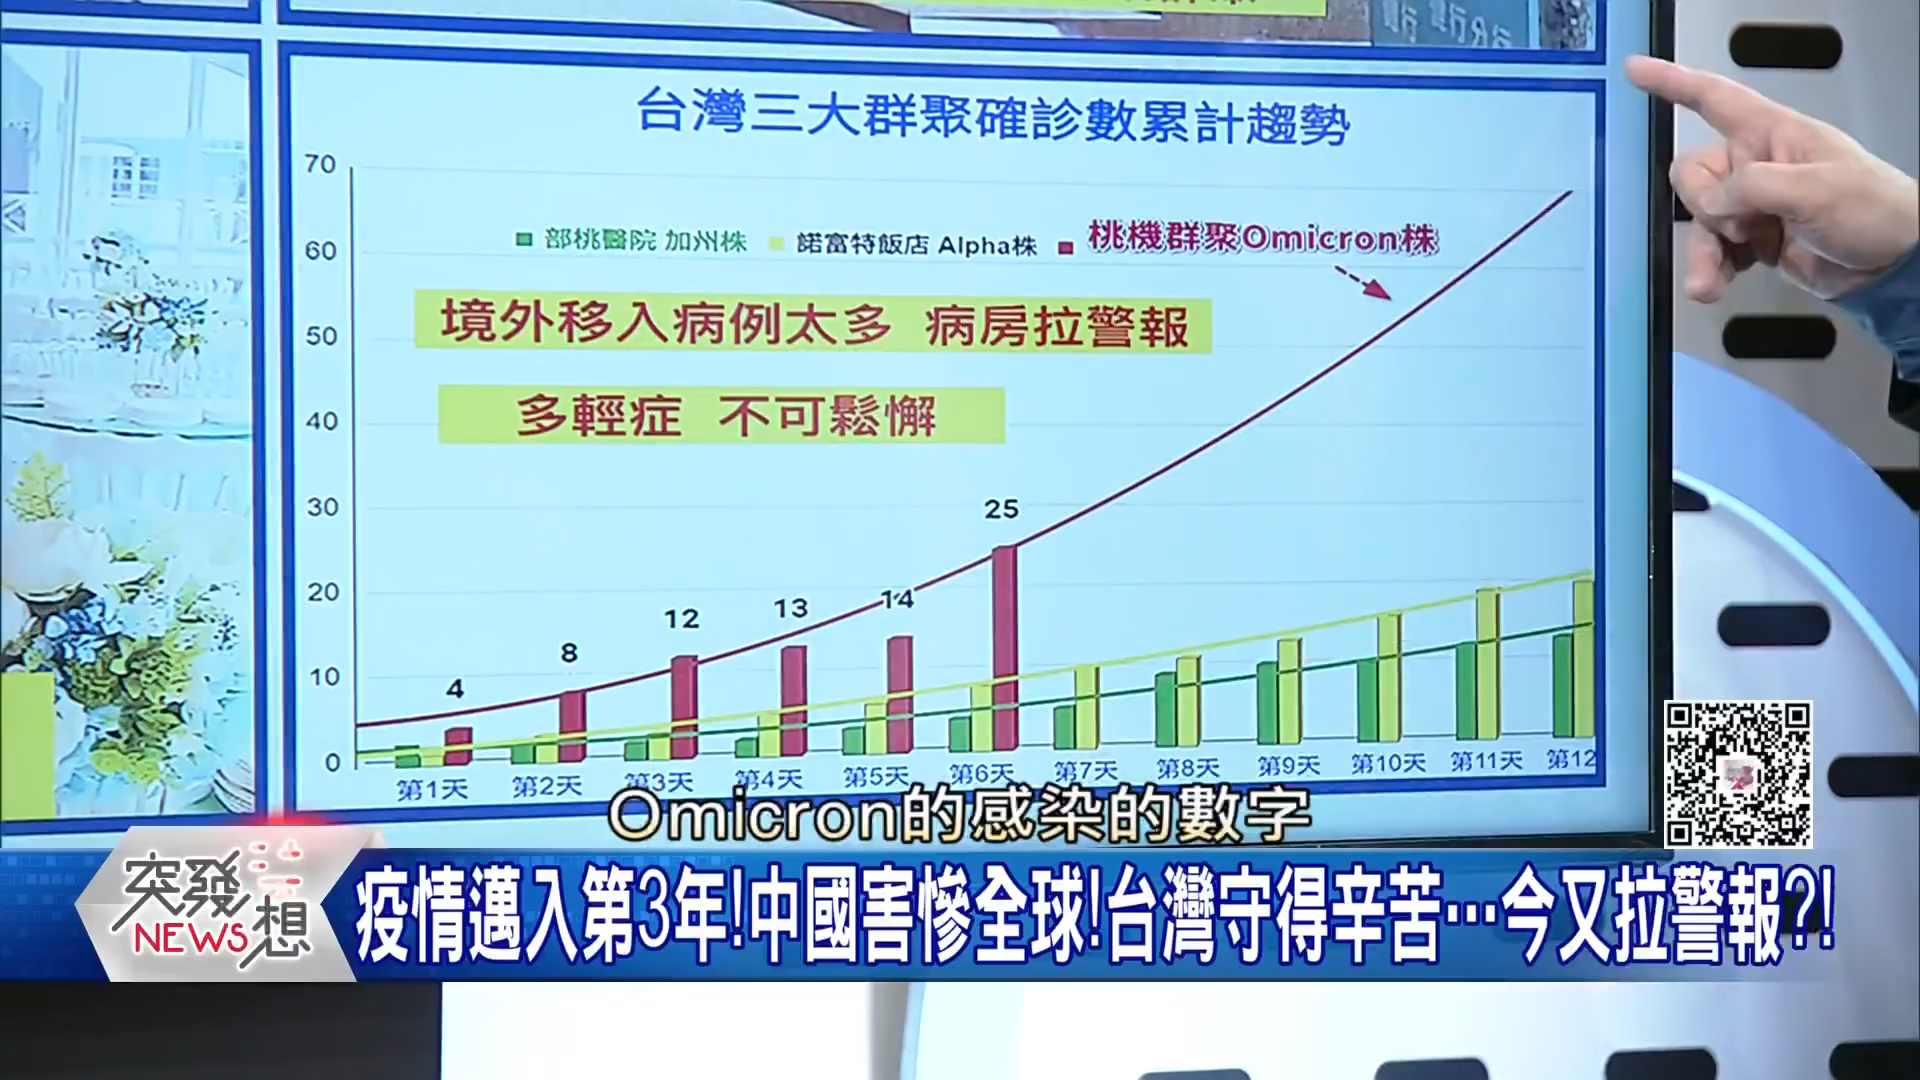 台灣三大群聚確診數累計趨勢
70
60
50
40
30
20
10
0
部桃醫院 加州株
諾富特飯店 Alpha株
桃機群聚Omicron株
境外移入病例太多 病房拉警報
多輕症 不可鬆懈
4
8
12
13
14
25
第1天
第2天
第3天
第4天
第5天
第6天
第7天
第8天
第9天
第10天
第11天
第12
Omicron的感染的數字
突發
NEWS想
疫情邁入第3年!中國害慘全球!台灣守得辛苦…今又拉警報?!